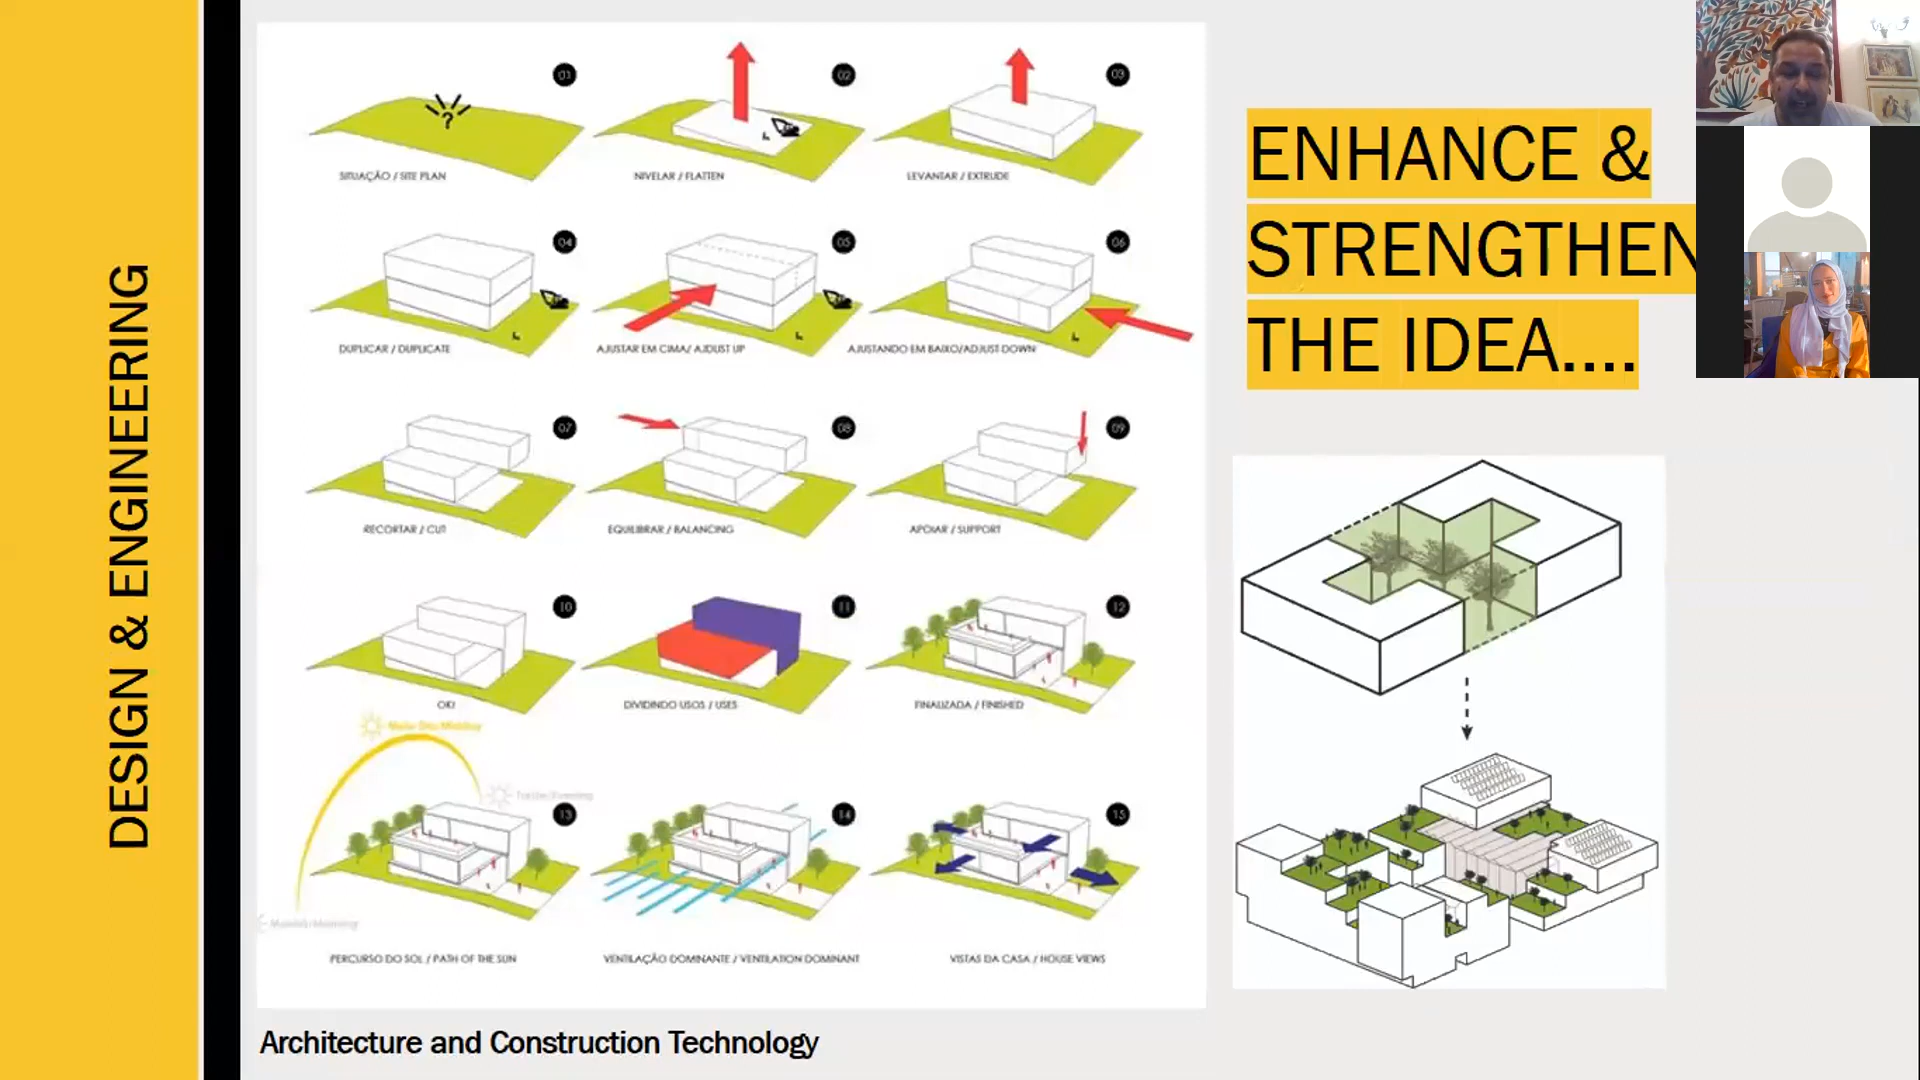 DESIGN & ENGINEERING
01
02
03
?
SITUAÇÃO / SITE PLAN
NIVELAR / FLATTEN
LEVANTAR / EXTRUDE
04
05
06
DUPLICAR / DUPLICATE
AJUSTAR EM CIMA/ AJDUST UP
AJUSTANDO EM BAIXO/ADJUST DOWN
07
08
09
RECORTAR / CUT
EQUILIBRAR / BALANCING
APOIAR / SUPPORT
10
11
12
OK!
DIVIDINDO USOS / USES
FINALIZADA / FINISHED
13
14
15
PERCURSO DO SOL / PATH OF THE SUN
VENTILAÇÃO DOMINANTE / VENTILATION DOMINANT
VISTAS DA CASA / HOUSE VIEWS
ENHANCE &
STRENGTHEN
THE IDEA....
Architecture and Construction Technology